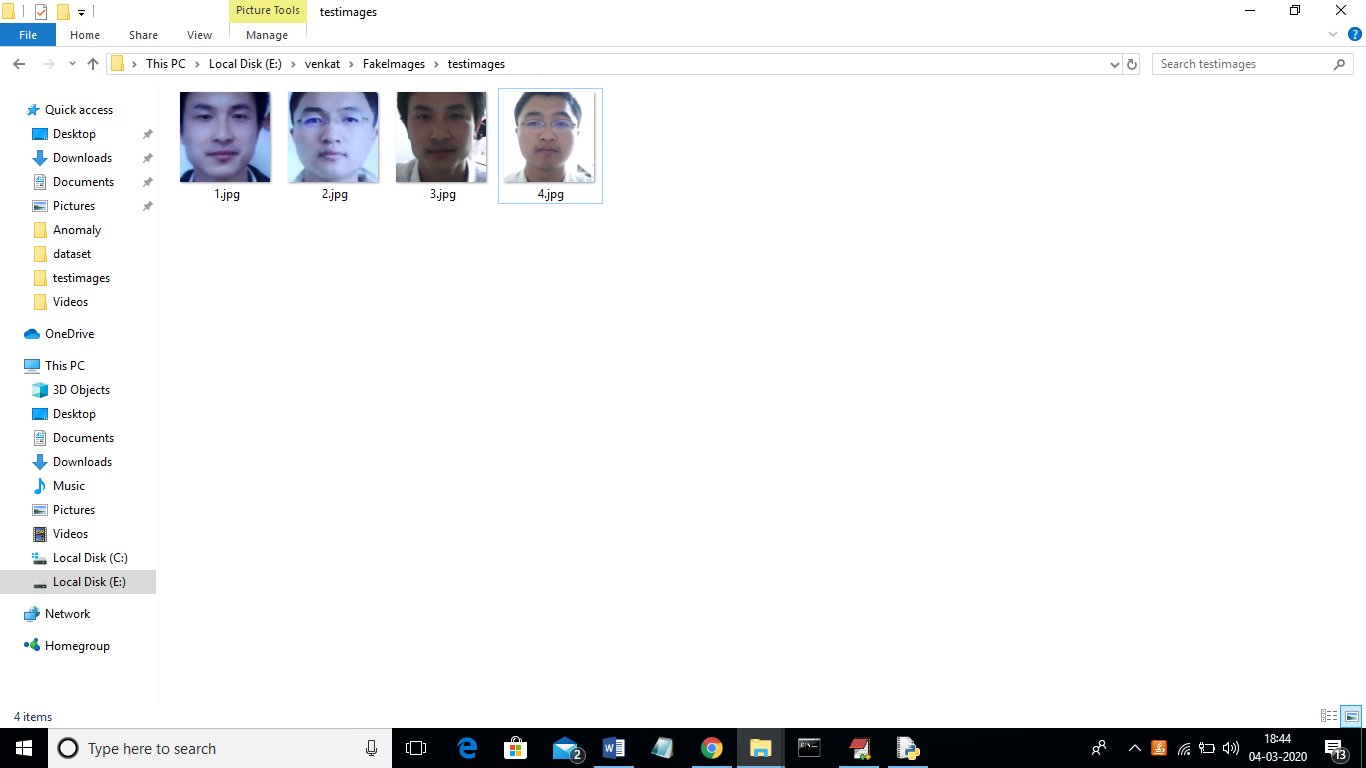 Picture Tools
testimages
File
Home
Share
View
Manage
This PC
Local Disk (E:)
venkat
FakeImages
testimages
Search testimages
Quick access
Desktop
Downloads
Documents
Pictures
Anomaly
dataset
testimages
Videos
OneDrive
This PC
3D Objects
Desktop
Documents
Downloads
Music
Pictures
Videos
Local Disk (C:)
Local Disk (E:)
Network
Homegroup
1.jpg
2.jpg
3.jpg
4.jpg
4 items
Type here to search
2
18:44
04-03-2020
13